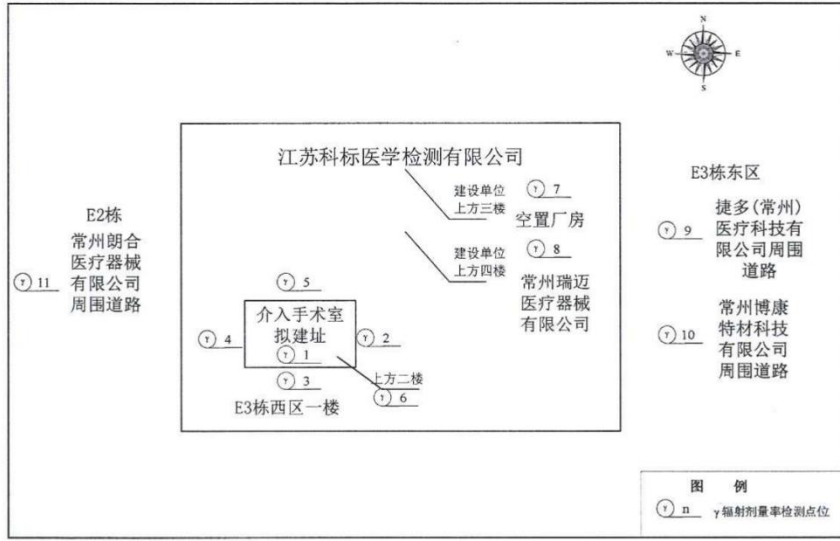 N
W
E
S
江苏科标医学检测有限公司
建设单位
上方三楼
γ 7
空置厂房
建设单位
上方四楼
γ 8
常州瑞迈
医疗器械
有限公司
E2栋
常州朗合
医疗器械
有限公司
周围道路
γ 11
γ 5
介入手术室
拟建址
γ 1
γ 4
γ 2
γ 3
上方二楼
γ 6
E3栋西区一楼
E3栋东区
捷多(常州)
医疗科技有
限公司周围
道路
γ 9
常州博康
特材科技
有限公司
周围道路
γ 10
图 例
γ n γ辐射剂量率检测点位